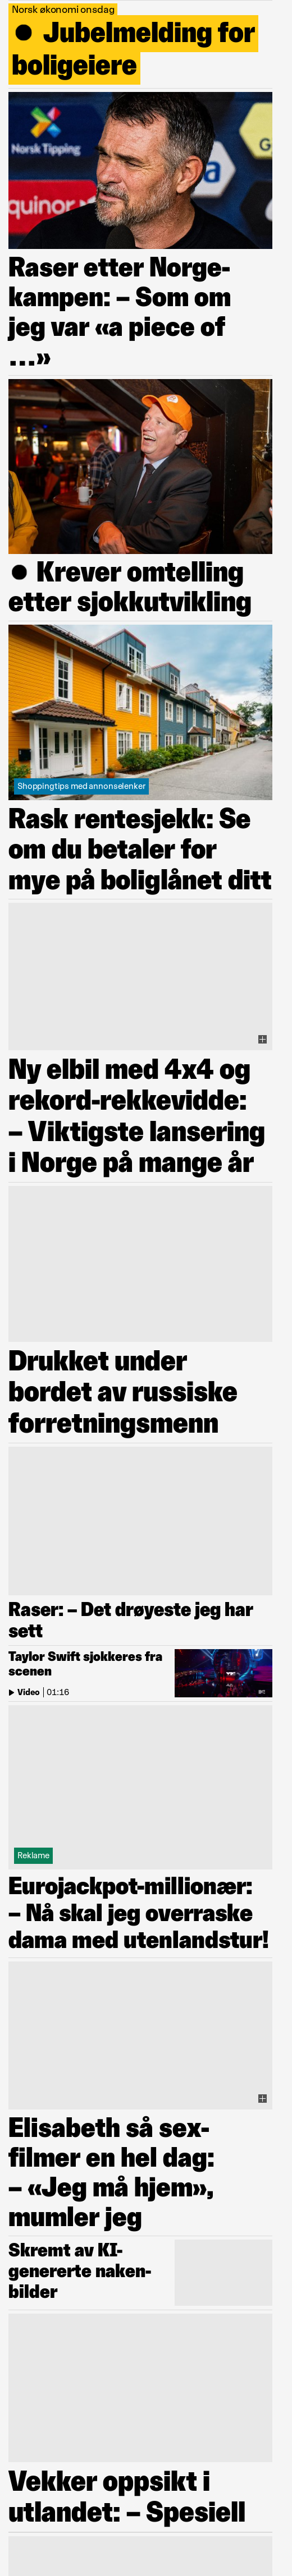 Norsk økonomi onsdag
● Jubelmelding for
boligeiere
Norsk Tipping
equinor
Raser etter Norge-
kampen: – Som om
jeg var «a piece of
…»
● Krever omtelling
etter sjokkutvikling
Shoppingtips med annonselenker
Rask rentesjekk: Se
om du betaler for
mye på boliglånet ditt
Ny elbil med 4x4 og
rekord-rekkevidde:
– Viktigste lansering
i Norge på mange år
Drukket under
bordet av russiske
forretningsmenn
Raser: – Det drøyeste jeg har
sett
Taylor Swift sjokkeres fra
scenen
Video | 01:16
Reklame
Eurojackpot-millionær:
– Nå skal jeg overraske
dama med utenlandstur!
Elisabeth så sex-
filmer en hel dag:
– «Jeg må hjem»,
mumler jeg
Skremt av KI-
genererte naken-
bilder
Vekker oppsikt i
utlandet: – Spesiell